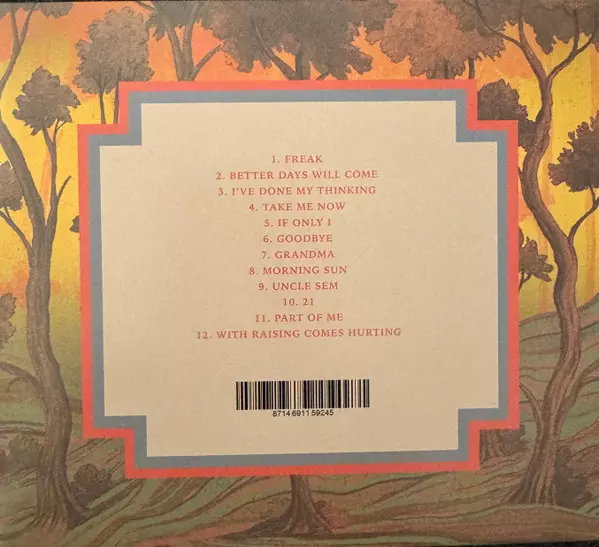 1. FREAK
2. BETTER DAYS WILL COME
3. I'VE DONE MY THINKING
4. TAKE ME NOW
5. IF ONLY I
6. GOODBYE
7. GRANDMA
8. MORNING SUN
9. UNCLE SEM
10. 21
11. PART OF ME
12. WITH RAISING COMES HURTING
8714691159245